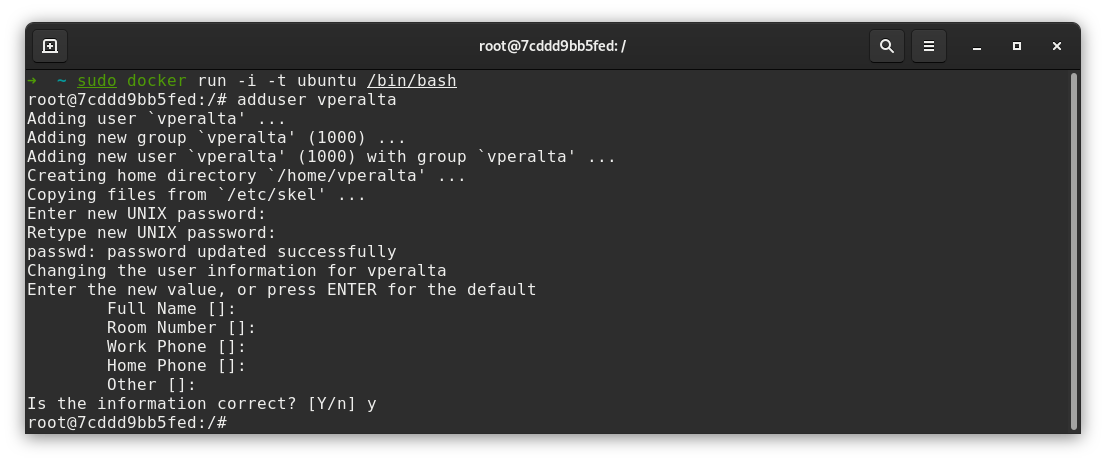 root@7cddd9bb5fed: /
➜  ~ sudo docker run -i -t ubuntu /bin/bash
root@7cddd9bb5fed:/# adduser vperalta
Adding user `vperalta' ...
Adding new group `vperalta' (1000) ...
Adding new user `vperalta' (1000) with group `vperalta' ...
Creating home directory `/home/vperalta' ...
Copying files from `/etc/skel' ...
Enter new UNIX password:
Retype new UNIX password:
passwd: password updated successfully
Changing the user information for vperalta
Enter the new value, or press ENTER for the default
        Full Name []:
        Room Number []:
        Work Phone []:
        Home Phone []:
        Other []:
Is the information correct? [Y/n] y
root@7cddd9bb5fed:/#